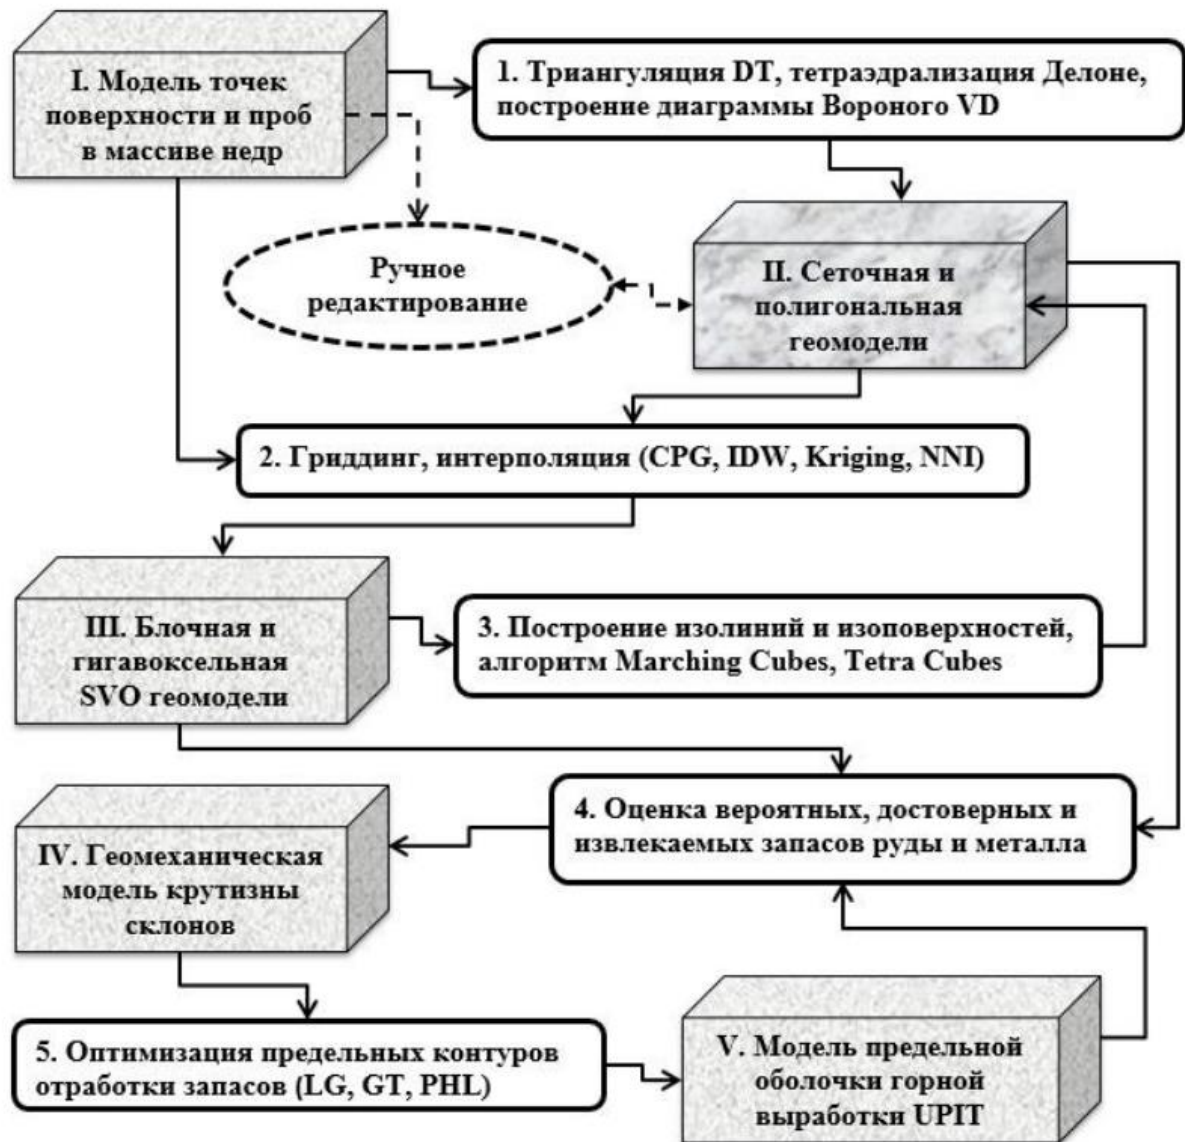 I. Модель точек
поверхности и проб
в массиве недр
1. Триангуляция DT, тетраэдрализация Делоне,
построение диаграммы Вороного VD
Ручное
редактирование
II. Сеточная и
полигональная
геомодели
2. Гриддинг, интерполяция (CPG, IDW, Kriging, NNI)
III. Блочная и
гигавоксельная
SVO геомодели
3. Построение изолиний и изоповерхностей,
алгоритм Marching Cubes, Tetra Cubes
4. Оценка вероятных, достоверных и
извлекаемых запасов руды и металла
IV. Геомеханическая
модель крутизны
склонов
5. Оптимизация предельных контуров
отработки запасов (LG, GT, PHL)
V. Модель предельной
оболочки горной
выработки UPIT